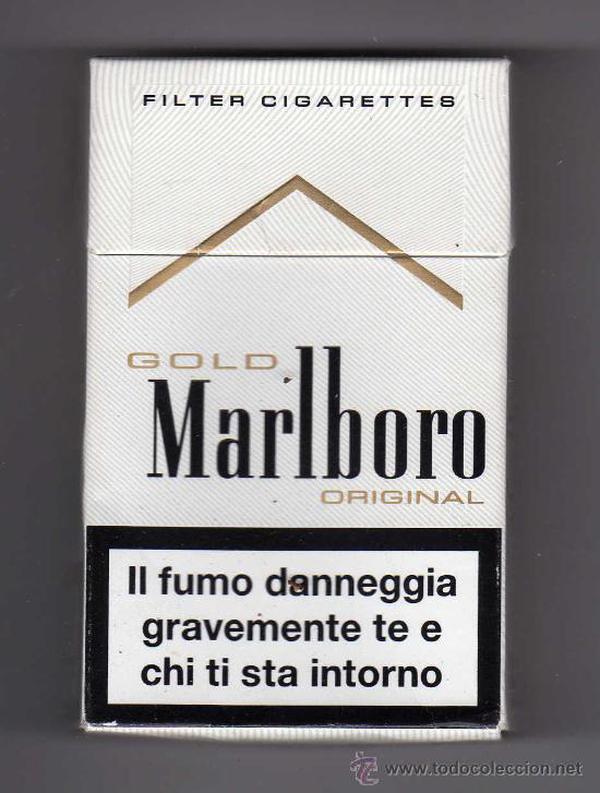 FILTER CIGARETTES
GOLD
Marlboro
ORIGINAL
Il fumo danneggia
gravemente te e
chi ti sta intorno
www.todocoleccion.net